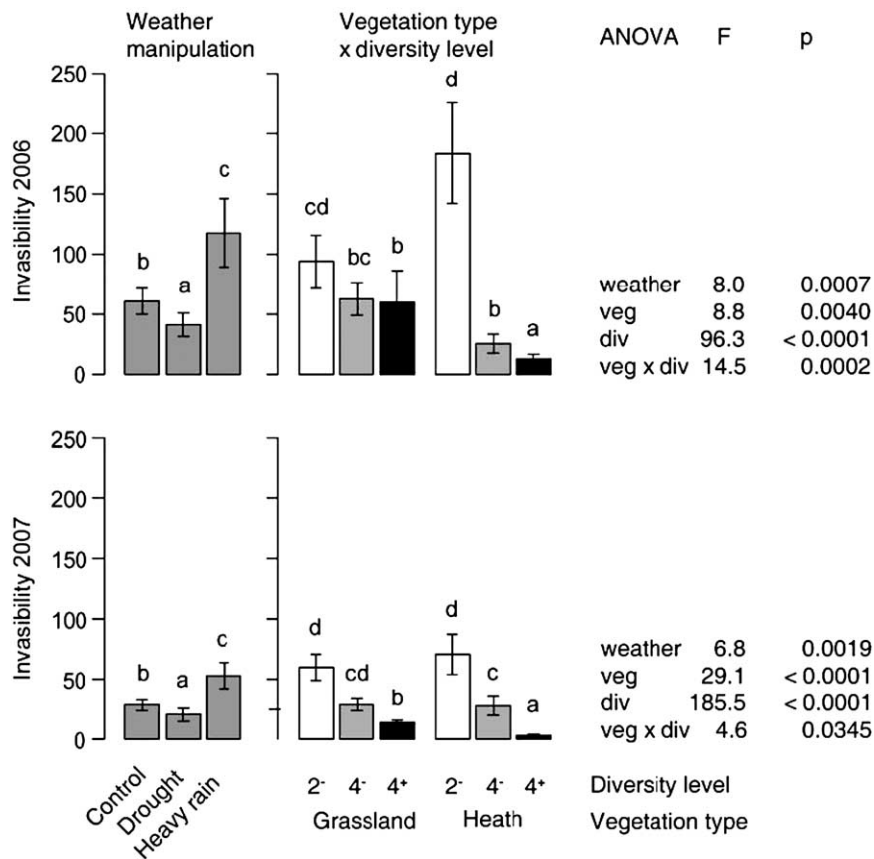 Weather manipulation
Vegetation type x diversity level
ANOVA F p
Invasibility 2006
250
200
150
100
50
0
b
a
c
cd
bc
b
d
b
a
weather 8.0 0.0007
veg 8.8 0.0040
div 96.3 < 0.0001
veg x div 14.5 0.0002
Invasibility 2007
250
200
150
100
50
0
b
a
c
d
cd
b
d
c
a
weather 6.8 0.0019
veg 29.1 < 0.0001
div 185.5 < 0.0001
veg x div 4.6 0.0345
Control
Drought
Heavy rain
2⁻ 4⁻ 4⁺ 2⁻ 4⁻ 4⁺ Diversity level
Grassland Heath Vegetation type